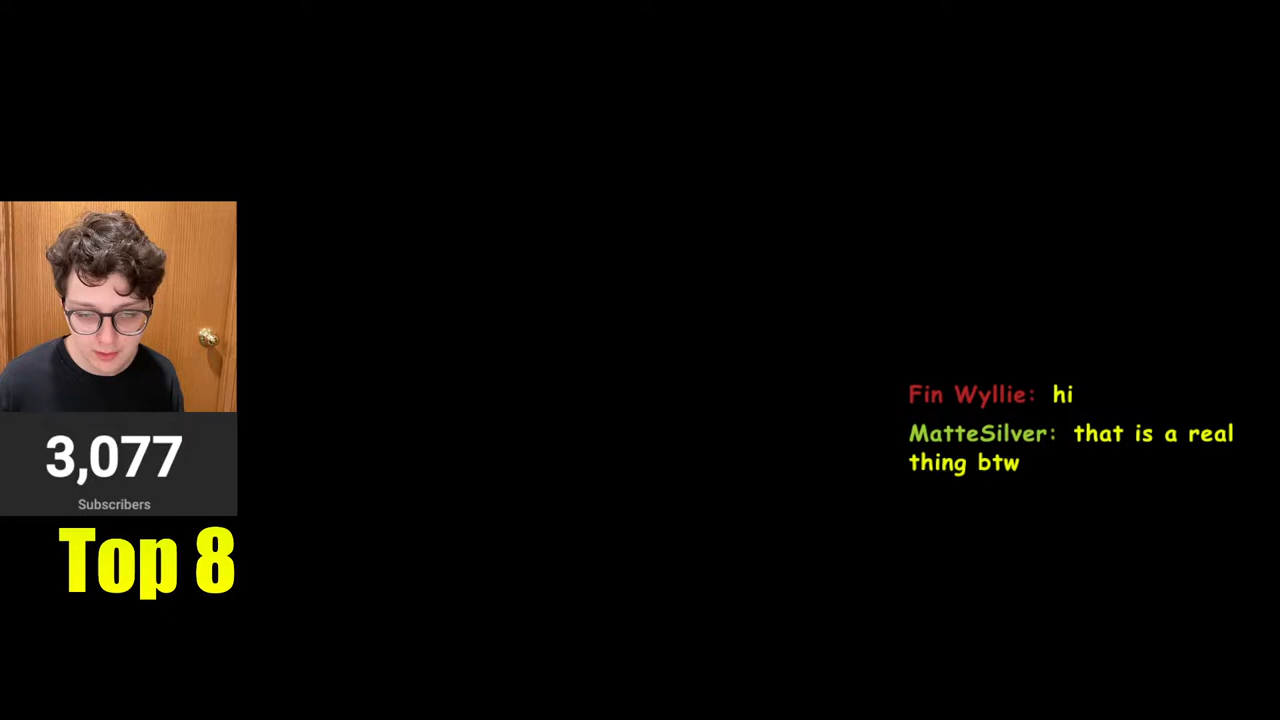 Fin Wyllie: hi
MatteSilver: that is a real
thing btw
3,077
Subscribers
Top 8